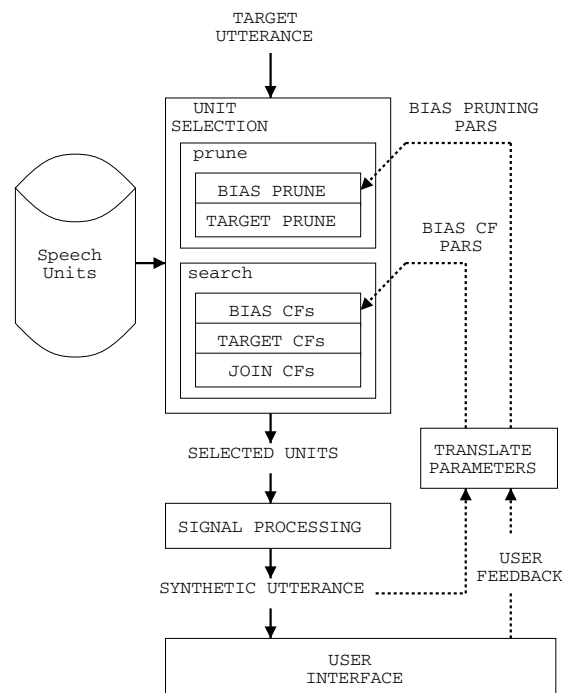 TARGET
UTTERANCE
UNIT
SELECTION
BIAS PRUNING
PARS
prune
BIAS PRUNE
TARGET PRUNE
BIAS CF
PARS
Speech
Units
search
BIAS CFs
TARGET CFs
JOIN CFs
SELECTED UNITS
TRANSLATE
PARAMETERS
SIGNAL PROCESSING
USER
FEEDBACK
SYNTHETIC UTTERANCE
USER
INTERFACE